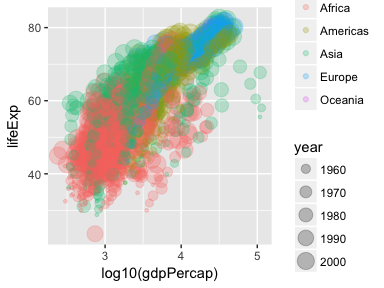 80
60
40
lifeExp
3
4
5
log10(gdpPercap)
Africa
Americas
Asia
Europe
Oceania
year
1960
1970
1980
1990
2000